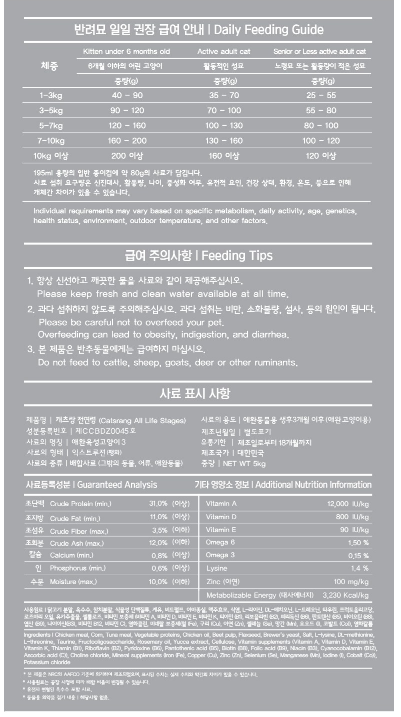 반려묘 일일 권장 급여 안내 | Daily Feeding Guide
체중 Kitten under 6 months old Active adult cat Senior or Less active adult cat
6개월 이하의 어린 고양이 활동적인 성묘 노령묘 또는 활동량이 적은 성묘
중량(g) 중량(g) 중량(g)
1~3kg 40 ~ 90 35 ~ 70 25 ~ 55
3~5kg 90 ~ 120 70 ~ 100 55 ~ 80
5~7kg 120 ~ 160 100 ~ 130 80 ~ 100
7~10kg 160 ~ 200 130 ~ 160 100 ~ 120
10kg 이상 200 이상 160 이상 120 이상
195ml 용량의 일반 종이컵에 약 80g의 사료가 담깁니다.
사료 섭취 요구량은 신진대사, 활동량, 나이, 중성화 여부, 유전적 요인, 건강 상태, 환경, 온도, 등으로 인해
개체간 차이가 있을 수 있습니다.
Individual requirements may vary based on specific metabolism, daily activity, age, genetics,
health status, environment, outdoor temperature, and other factors.
급여 주의사항 | Feeding Tips
1. 항상 신선하고 깨끗한 물을 사료와 같이 제공해주십시오.
Please keep fresh and clean water available at all time.
2. 과다 섭취하지 않도록 주의해주십시오. 과다 섭취는 비만, 소화불량, 설사, 등의 원인이 됩니다.
Please be careful not to overfeed your pet.
Overfeeding can lead to obesity, indigestion, and diarrhea.
3. 본 제품은 반추동물에게는 급여하지 마십시오.
Do not feed to cattle, sheep, goats, deer or other ruminants.
사료 표시 사항
제품명 | 캐츠랑 전연령 (Catsrang All Life Stages) 사료의 용도 | 애완동물용 생후3개월 이후(애완고양이용)
성분등록번호 | 제CCBDZ0045호 제조년월일 | 별도표기
사료의 명칭 | 애완육성고양이3 유통기한 | 제조일로부터 18개월까지
사료의 형태 | 익스트루젼(펠렛) 제조국가 | 대한민국
사료의 종류 | 배합사료 (그밖의 동물, 어류, 애완동물) 중량 | NET WT 5kg
사료등록성분 | Guaranteed Analysis 기타 영양소 정보 | Additional Nutrition Information
조단백 Crude Protein (min.) 31.0% (이상) Vitamin A 12,000 IU/kg
조지방 Crude Fat (min.) 11.0% (이상) Vitamin D 800 IU/kg
조섬유 Crude Fiber (max.) 3.5% (이하) Vitamin E 90 IU/kg
조회분 Crude Ash (max.) 12.0% (이하) Omega 6 1.50 %
칼슘 Calcium (min.) 0.8% (이상) Omega 3 0.15 %
인 Phosphorus (min.) 0.6% (이상) Lysine 1.4 %
수분 Moisture (max.) 10.0% (이하) Zinc (아연) 100 mg/kg
Metabolizable Energy (대사에너지) 3,230 Kcal/kg
Ingredients | Chicken meal, Corn, Tuna meal, Vegetable proteins, Chicken oil, Beet pulp, Flaxseed, Brewer's yeast, Salt, L-lysine, DL-methionine,
L-threonine, Taurine, Fructooligosaccharide, Rosemary oil, Yucca, Cellulose, Vitamin supplements Vitamin A, Vitamin D, Vitamin E,
Vitamin K, Thiamin (B1), Riboflavin (B2), Pyridoxine (B6), Pantothenic acid (B5), Biotin (B8), Folic acid (B9), Niacin (B3), Cyanocobalamin (B12),
Ascorbic acid (C), Choline chloride, Mineral supplements Iron (Fe), Copper (Cu), Zinc (Zn), Selenium (Se), Manganese (Mn), Iodine (I), Cobalt (Co),
Potassium chloride